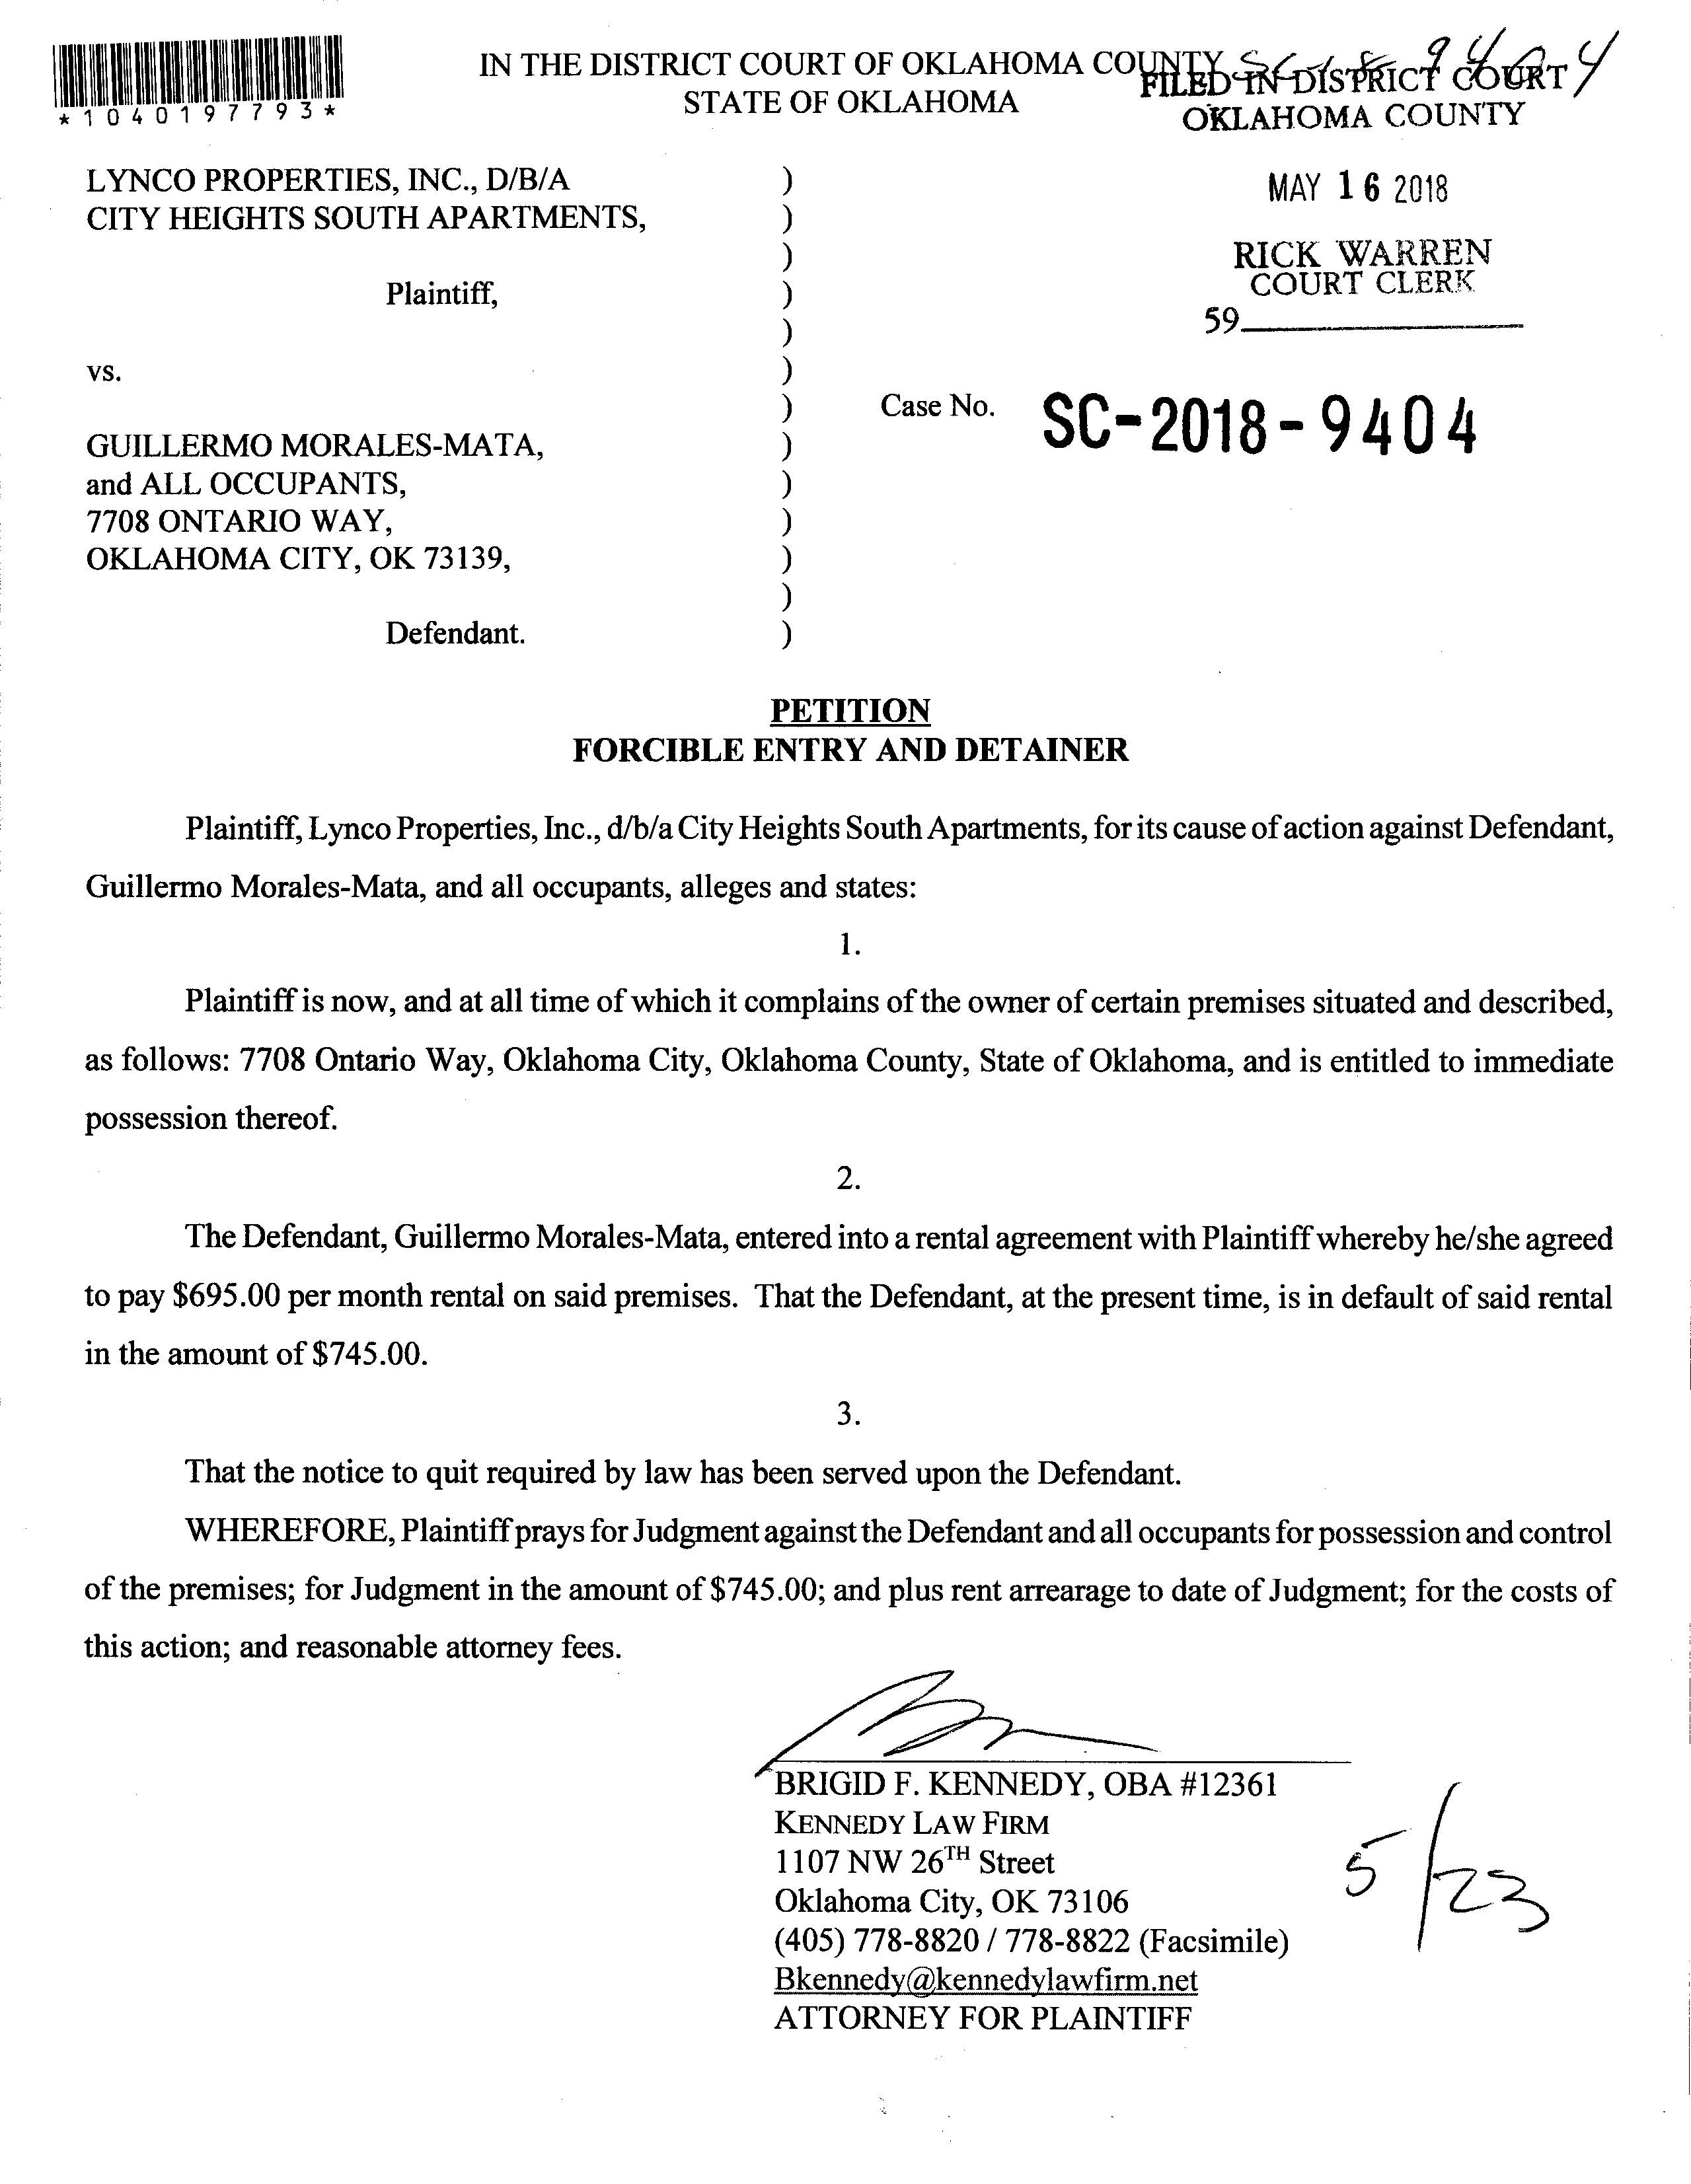 *1040197793*
IN THE DISTRICT COURT OF OKLAHOMA COUNTY
STATE OF OKLAHOMA
9404
FILED IN DISTRICT COURT
OKLAHOMA COUNTY
MAY 16 2018
RICK WARREN
COURT CLERK
59
LYNCO PROPERTIES, INC., D/B/A )
CITY HEIGHTS SOUTH APARTMENTS, )
)
Plaintiff, )
)
vs. )
) Case No. SC-2018-9404
GUILLERMO MORALES-MATA, )
and ALL OCCUPANTS, )
7708 ONTARIO WAY, )
OKLAHOMA CITY, OK 73139, )
)
Defendant. )
PETITION
FORCIBLE ENTRY AND DETAINER
Plaintiff, Lynco Properties, Inc., d/b/a City Heights South Apartments, for its cause of action against Defendant,
Guillermo Morales-Mata, and all occupants, alleges and states:
1.
Plaintiff is now, and at all time of which it complains of the owner of certain premises situated and described,
as follows: 7708 Ontario Way, Oklahoma City, Oklahoma County, State of Oklahoma, and is entitled to immediate
possession thereof.
2.
The Defendant, Guillermo Morales-Mata, entered into a rental agreement with Plaintiff whereby he/she agreed
to pay $695.00 per month rental on said premises. That the Defendant, at the present time, is in default of said rental
in the amount of $745.00.
3.
That the notice to quit required by law has been served upon the Defendant.
WHEREFORE, Plaintiff prays for Judgment against the Defendant and all occupants for possession and control
of the premises; for Judgment in the amount of $745.00; and plus rent arrearage to date of Judgment; for the costs of
this action; and reasonable attorney fees.
BRIGID F. KENNEDY, OBA #12361
KENNEDY LAW FIRM
1107 NW 26TH Street
Oklahoma City, OK 73106
(405) 778-8820 / 778-8822 (Facsimile)
Bkennedy@kennedylawfirm.net
ATTORNEY FOR PLAINTIFF
5/23